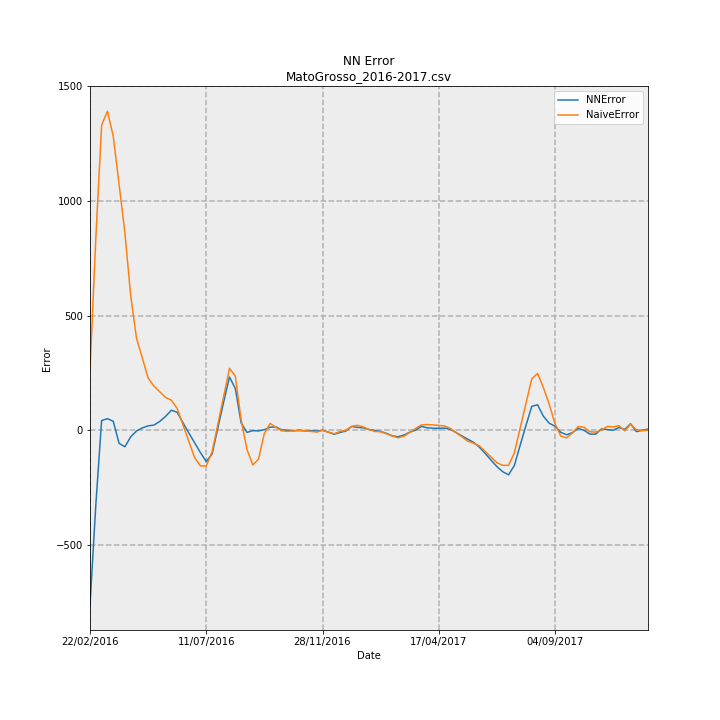 NN Error
MatoGrosso_2016-2017.csv
NNError
NaiveError
1500
1000
500
0
−500
Error
22/02/2016
11/07/2016
28/11/2016
17/04/2017
04/09/2017
Date